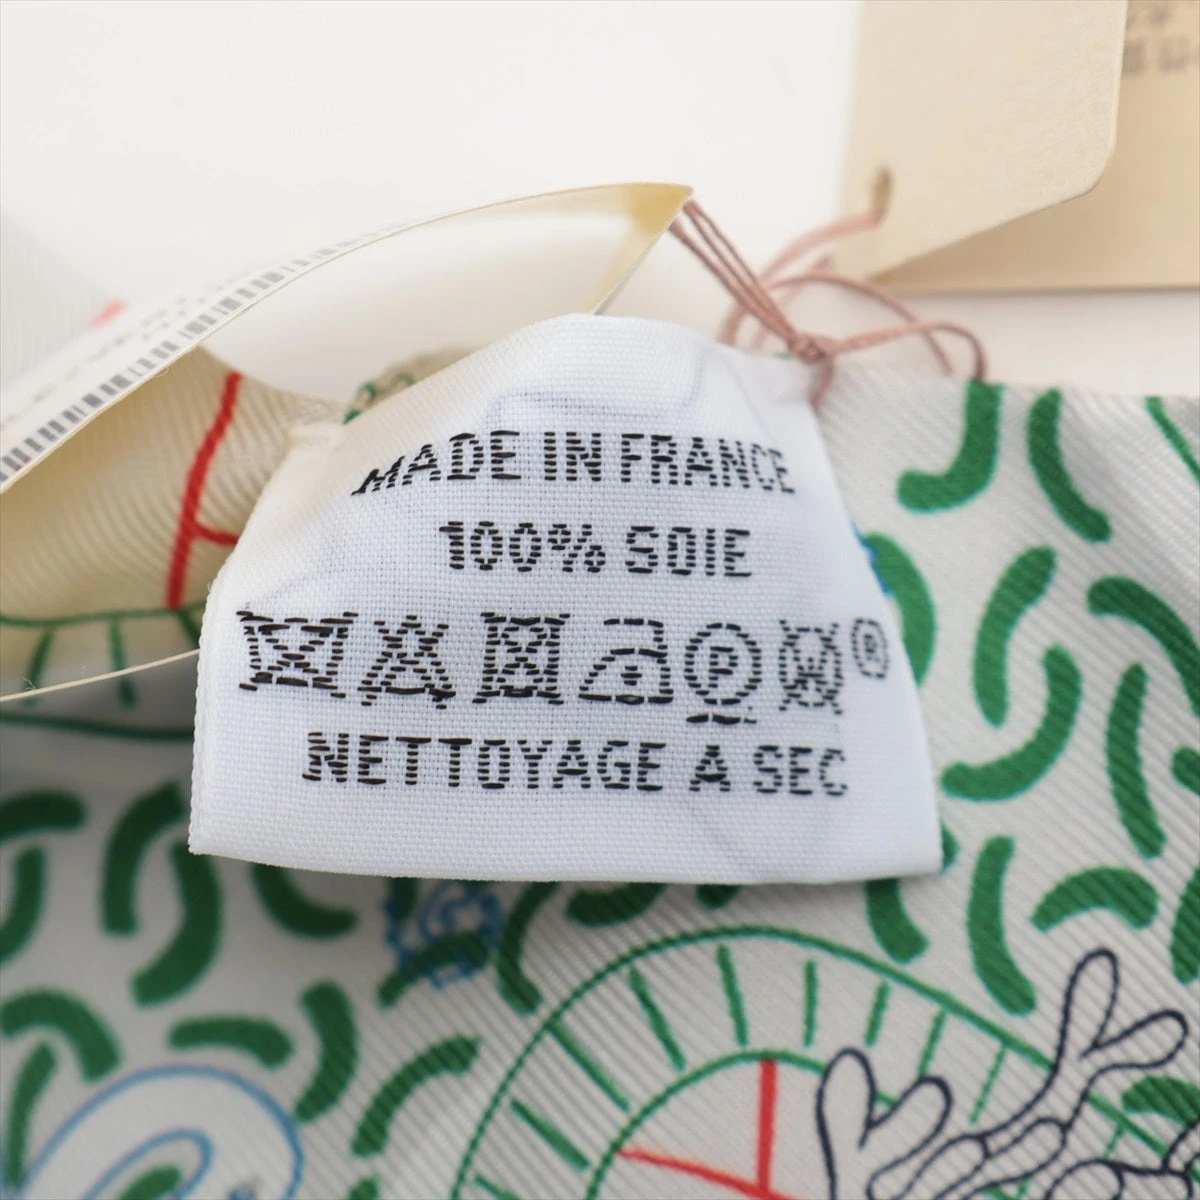 MADE IN FRANCE
100% SOIE
P ®
NETTOYAGE A SEC